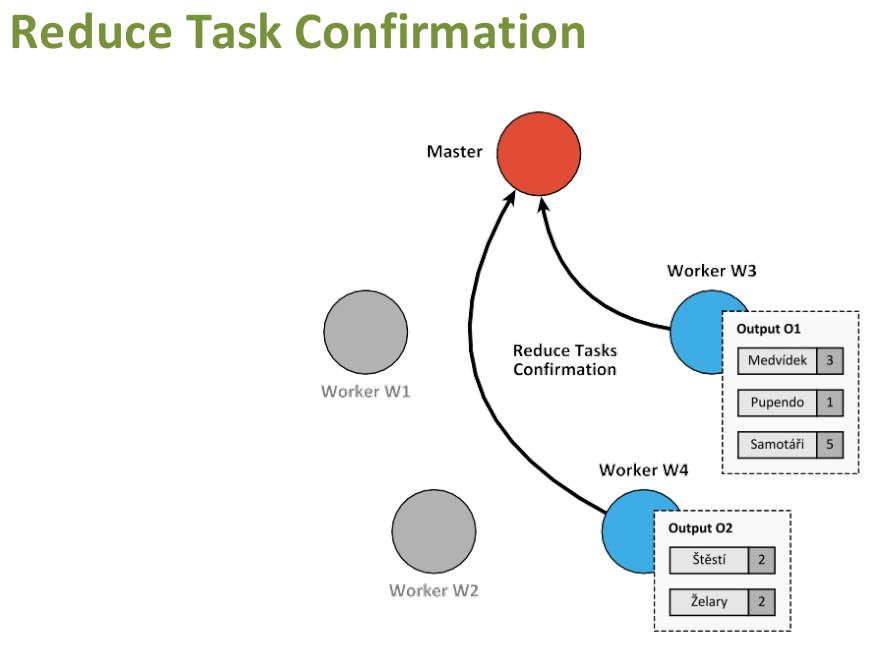 Reduce Task Confirmation
Master
Worker W3
Output O1
Medvídek 3
Pupendo 1
Samotáři 5
Reduce Tasks
Confirmation
Worker W1
Worker W4
Output O2
Štěstí 2
Želary 2
Worker W2